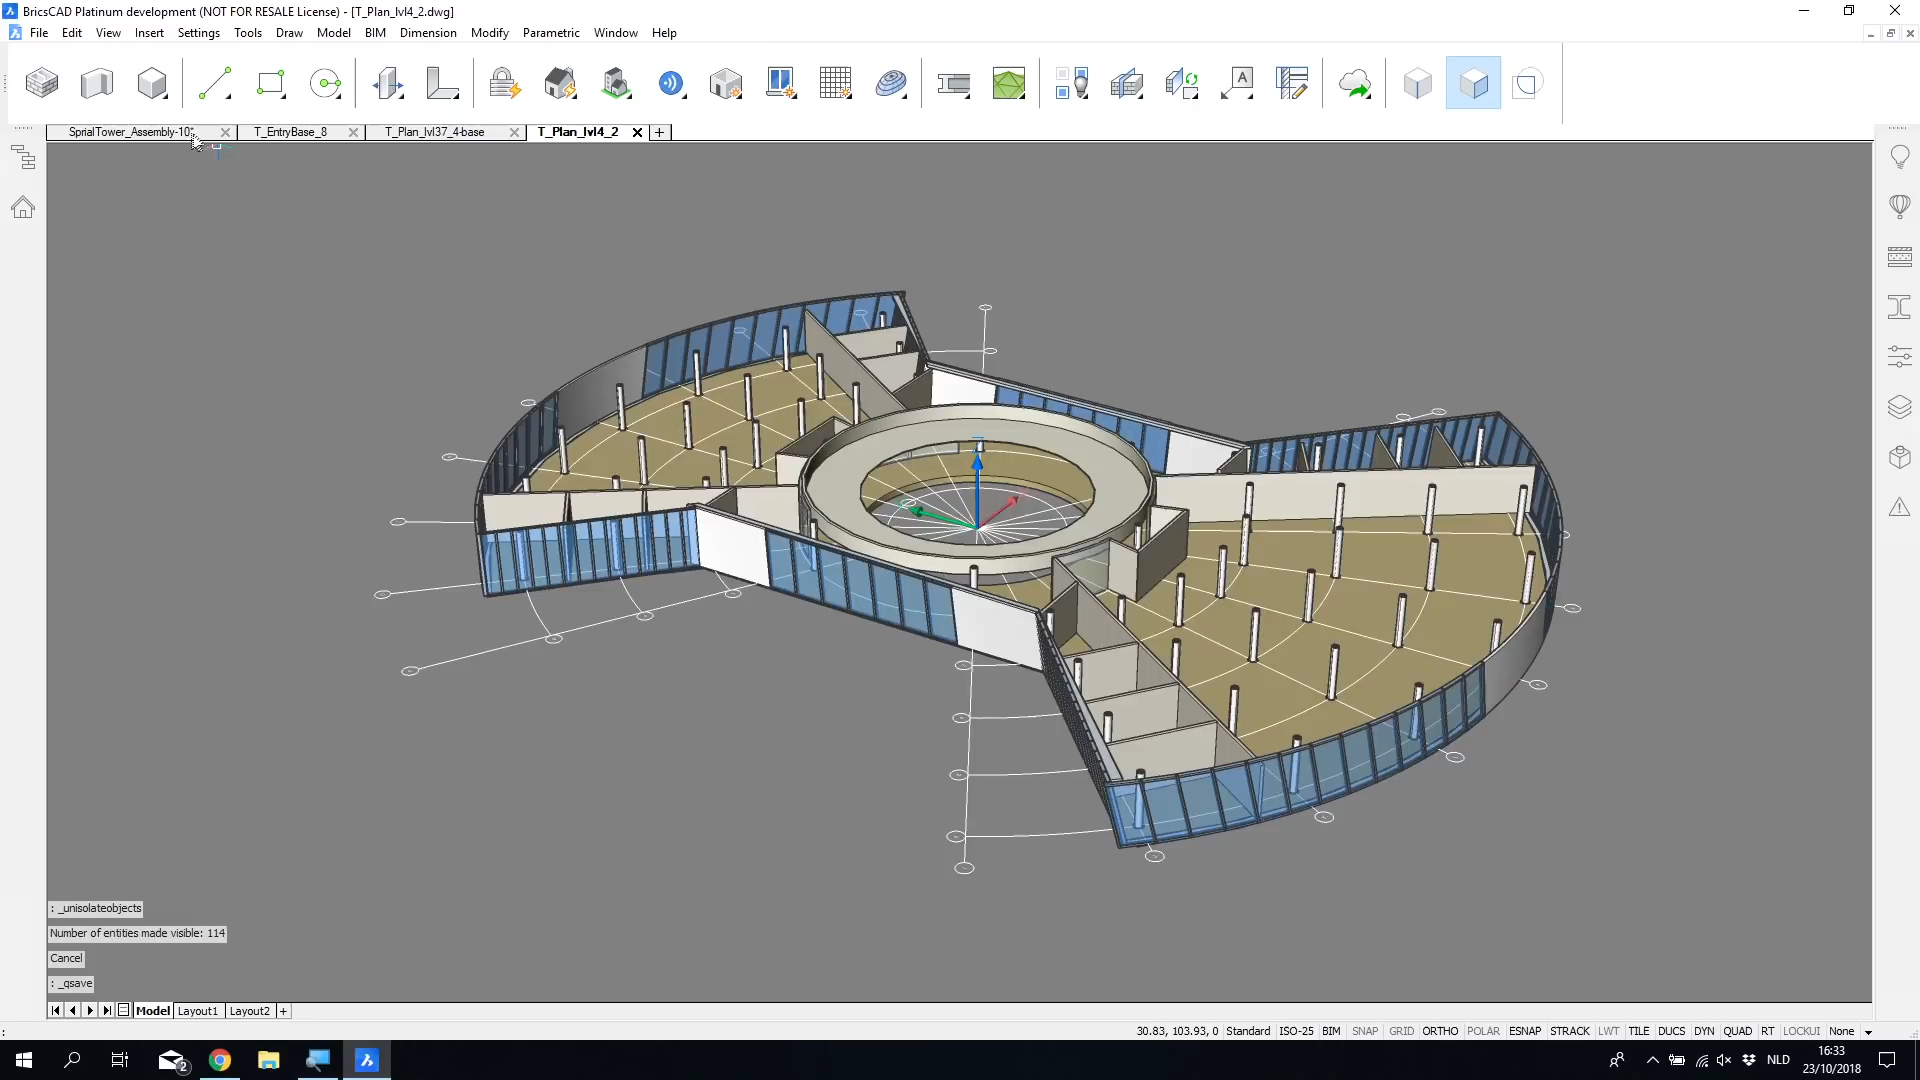 BricsCAD Platinum development (NOT FOR RESALE License) - [T_Plan_lvl4_2.dwg]
File Edit View Insert Settings Tools Draw Model BIM Dimension Modify Parametric Window Help
A
SprialTower_Assembly-10* T_EntryBase_8 T_Plan_lvl37_4-base T_Plan_lvl4_2 +
: _unisolateobjects
Number of entities made visible: 114
Cancel
: _qsave
Model Layout1 Layout2 +
: 30.83, 103.93, 0 Standard ISO-25 BIM SNAP GRID ORTHO POLAR ESNAP STRACK LWT TILE DUCS DYN QUAD RT LOCKUI None
2 NLD 16:33
23/10/2018